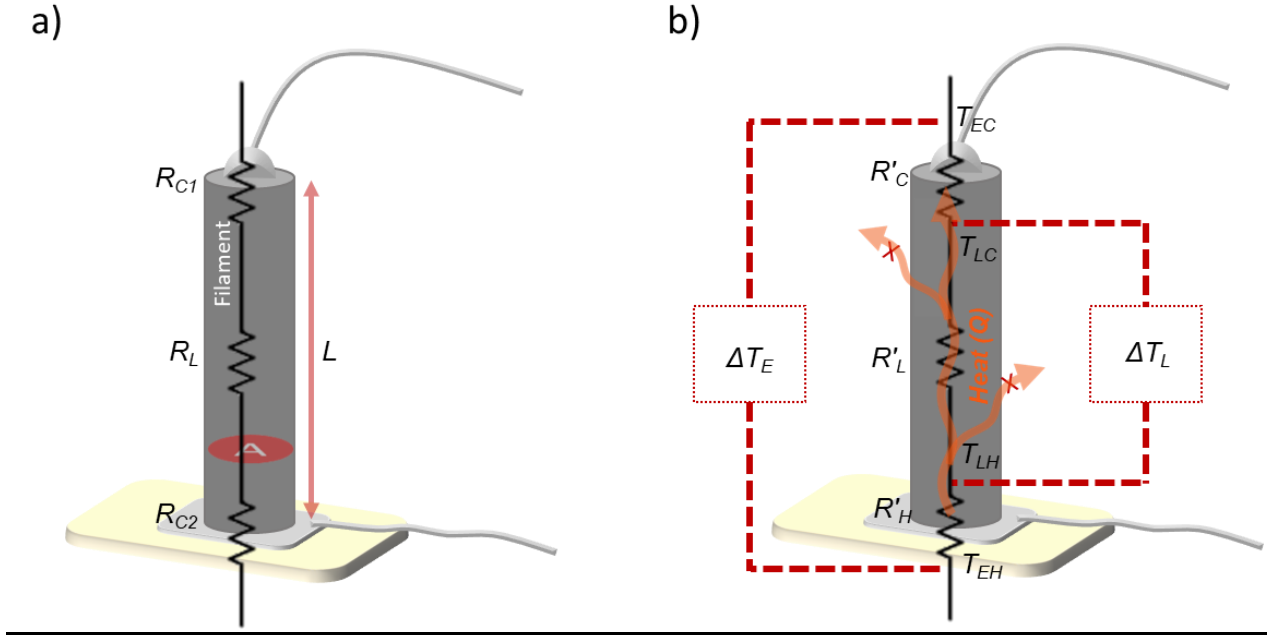 a)
R_C1
Filament
R_L
L
A
R_C2
b)
T_EC
R'_C
T_LC
ΔT_E
R'_L
Heat (Q)
ΔT_L
T_LH
R'_H
T_EH
x
x